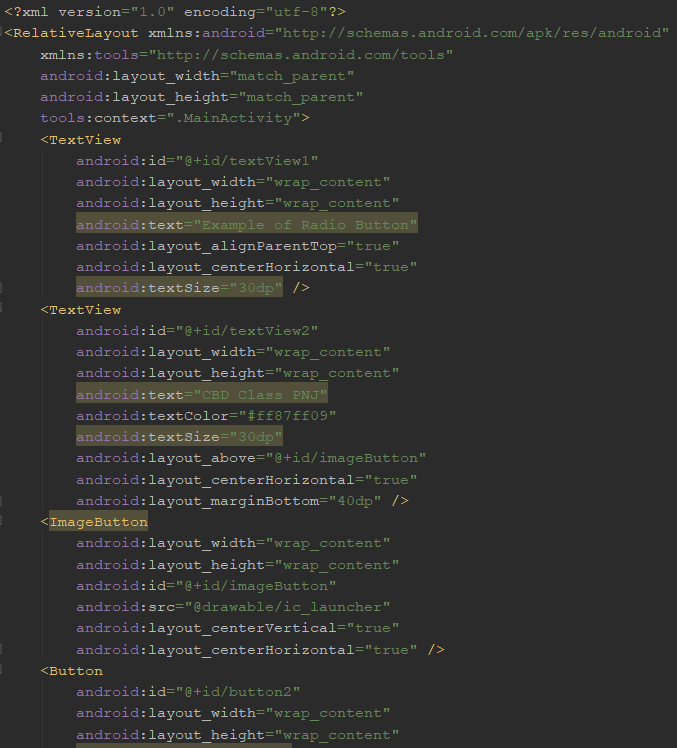 <?xml version="1.0" encoding="utf-8"?>
<RelativeLayout xmlns:android="http://schemas.android.com/apk/res/android"
    xmlns:tools="http://schemas.android.com/tools"
    android:layout_width="match_parent"
    android:layout_height="match_parent"
    tools:context=".MainActivity">
    <TextView
        android:id="@+id/textView1"
        android:layout_width="wrap_content"
        android:layout_height="wrap_content"
        android:text="Example of Radio Button"
        android:layout_alignParentTop="true"
        android:layout_centerHorizontal="true"
        android:textSize="30dp" />
    <TextView
        android:id="@+id/textView2"
        android:layout_width="wrap_content"
        android:layout_height="wrap_content"
        android:text="CBD Class PNJ"
        android:textColor="#ff87ff09"
        android:textSize="30dp"
        android:layout_above="@+id/imageButton"
        android:layout_centerHorizontal="true"
        android:layout_marginBottom="40dp" />
    <ImageButton
        android:layout_width="wrap_content"
        android:layout_height="wrap_content"
        android:id="@+id/imageButton"
        android:src="@drawable/ic_launcher"
        android:layout_centerVertical="true"
        android:layout_centerHorizontal="true" />
    <Button
        android:id="@+id/button2"
        android:layout_width="wrap_content"
        android:layout_height="wrap_content"